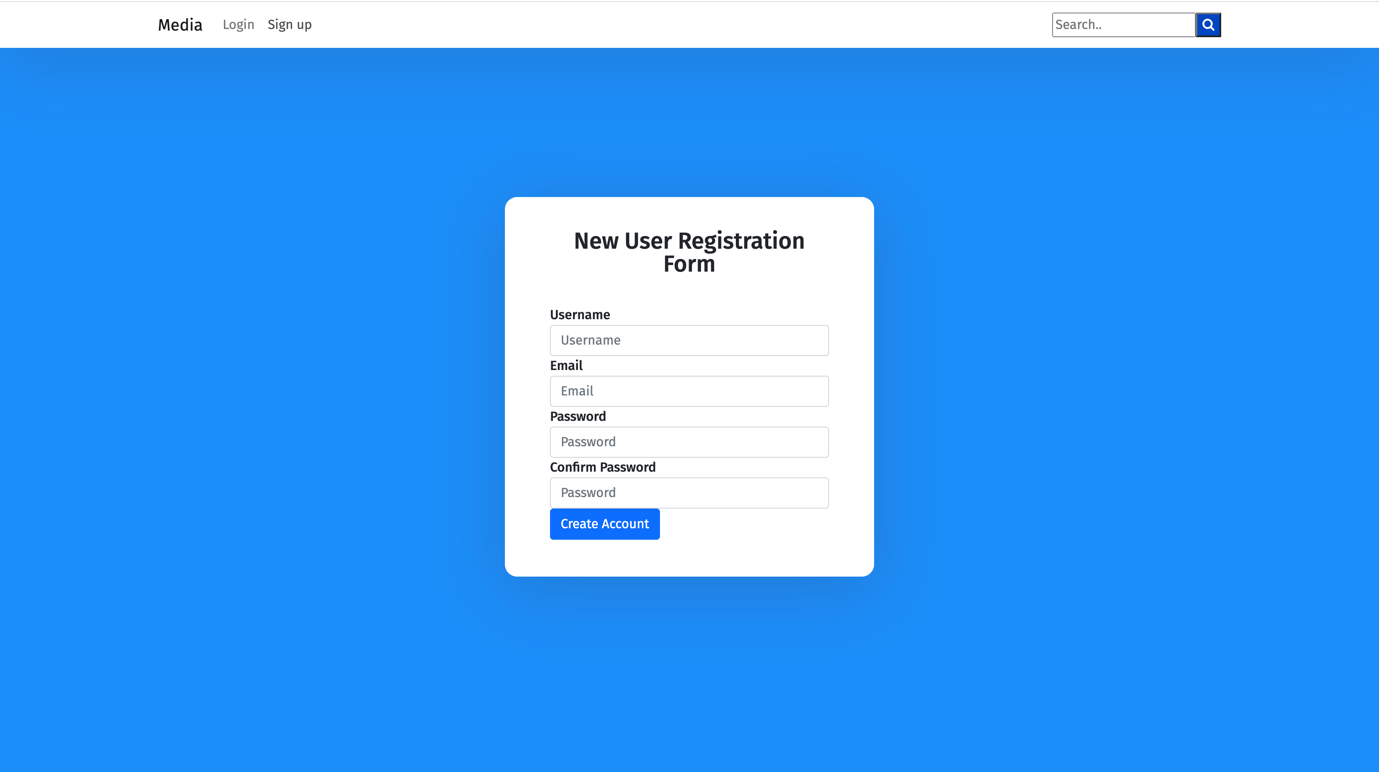 Media Login Sign up Search..
New User Registration
Form
Username
Username
Email
Email
Password
Password
Confirm Password
Password
Create Account